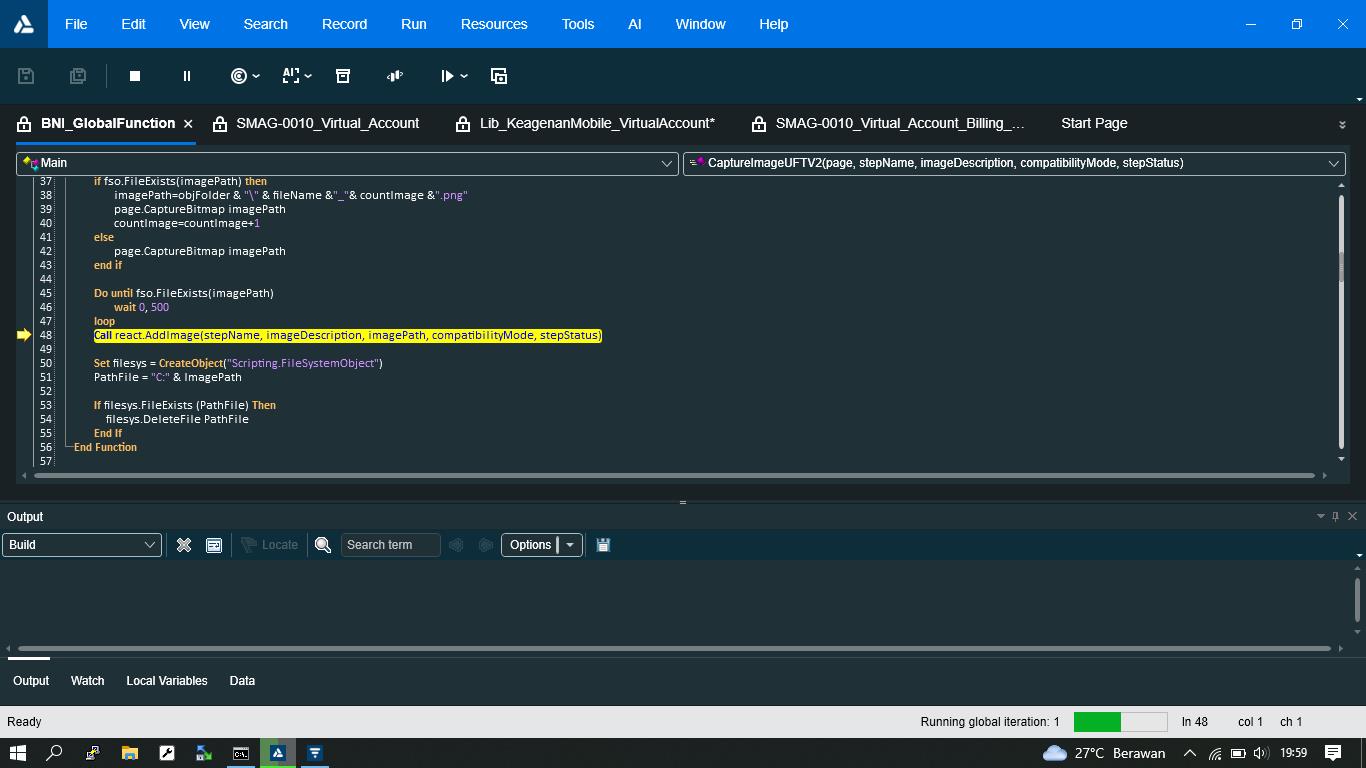 File Edit View Search Record Run Resources Tools AI Window Help
AI
BNI_GlobalFunction SMAG-0010_Virtual_Account Lib_KeagenanMobile_VirtualAccount* SMAG-0010_Virtual_Account_Billing_... Start Page
Main CaptureImageUFTV2(page, stepName, imageDescription, compatibilityMode, stepStatus)
37 if fso.FileExists(imagePath) then
38 imagePath=objFolder & "\" & fileName &"_"& countImage &".png"
39 page.CaptureBitmap imagePath
40 countImage=countImage+1
41 else
42 page.CaptureBitmap imagePath
43 end if
44
45 Do until fso.FileExists(imagePath)
46 wait 0, 500
47 loop
48 Call react.AddImage(stepName, imageDescription, imagePath, compatibilityMode, stepStatus)
49
50 Set filesys = CreateObject("Scripting.FileSystemObject")
51 PathFile = "C:" & ImagePath
52
53 If filesys.FileExists (PathFile) Then
54 filesys.DeleteFile PathFile
55 End If
56 End Function
57
Output
Build Locate Search term Options
Output Watch Local Variables Data
Ready Running global iteration: 1 ln 48 col 1 ch 1
27°C Berawan 19:59